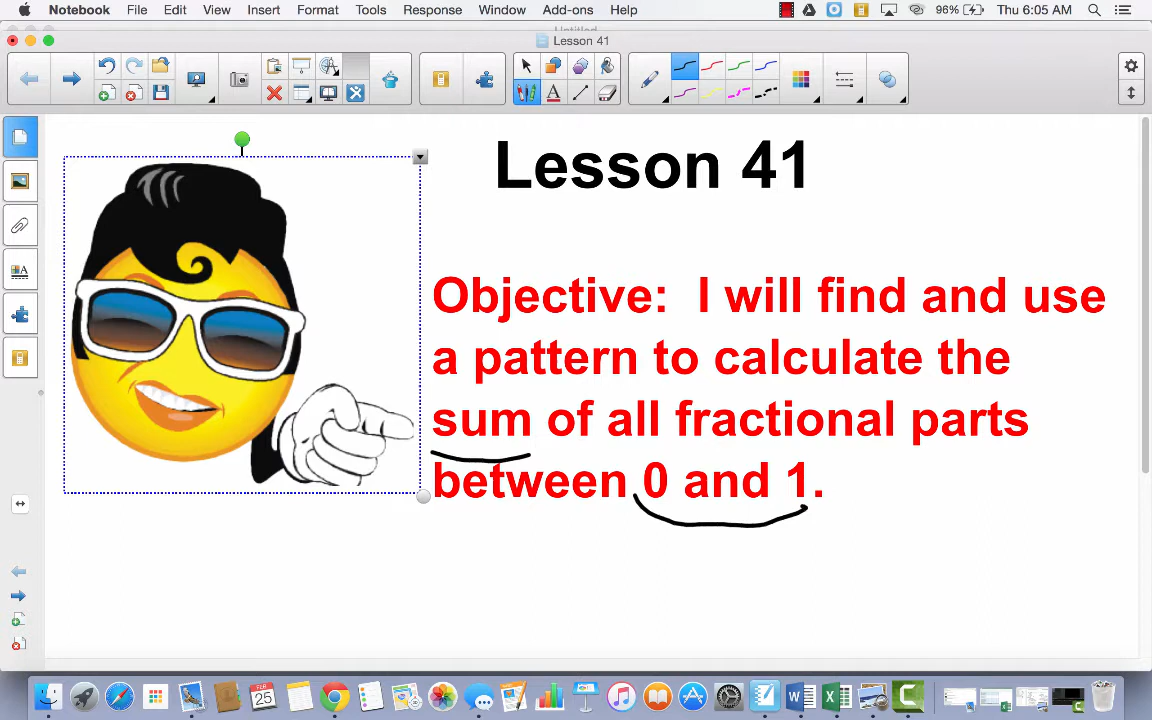 Notebook File Edit View Insert Format Tools Response Window Add-ons Help 96% Thu 6:05 AM
Lesson 41
Lesson 41
Objective: I will find and use
a pattern to calculate the
sum of all fractional parts
between 0 and 1.
FEB
25